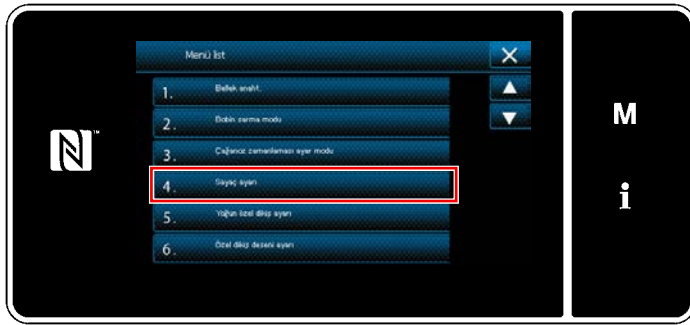 Menü list
1. Bellek anaht.
2. Bobin sarma modu
3. Çağanoz zamanlaması ayar modu
4. Sayaç ayarı
5. Yoğun özel dikiş ayarı
6. Özel dikiş deseni ayarı
M
i